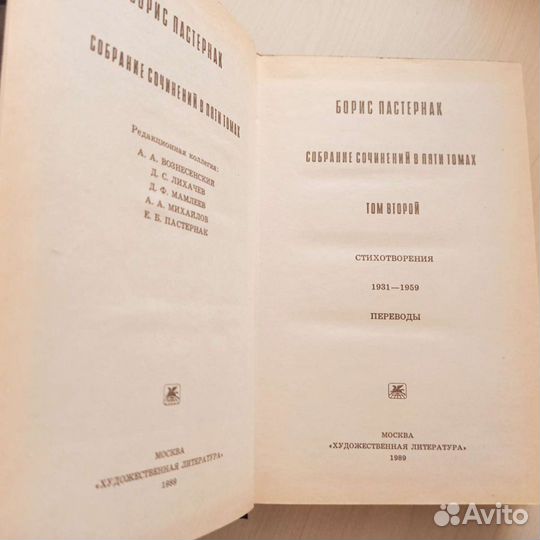 БОРИС ПАСТЕРНАК
СОБРАНИЕ СОЧИНЕНИЙ В ПЯТИ ТОМАХ
Редакционная коллегия:
А. А. ВОЗНЕСЕНСКИЙ
Д. С. ЛИХАЧЕВ
Д. Ф. МАМЛЕЕВ
А. А. МИХАЙЛОВ
Е. Б. ПАСТЕРНАК
МОСКВА
«ХУДОЖЕСТВЕННАЯ ЛИТЕРАТУРА»
1989
БОРИС ПАСТЕРНАК
СОБРАНИЕ СОЧИНЕНИЙ В ПЯТИ ТОМАХ
ТОМ ВТОРОЙ
СТИХОТВОРЕНИЯ
1931—1959
ПЕРЕВОДЫ
МОСКВА
«ХУДОЖЕСТВЕННАЯ ЛИТЕРАТУРА»
1989
Avito